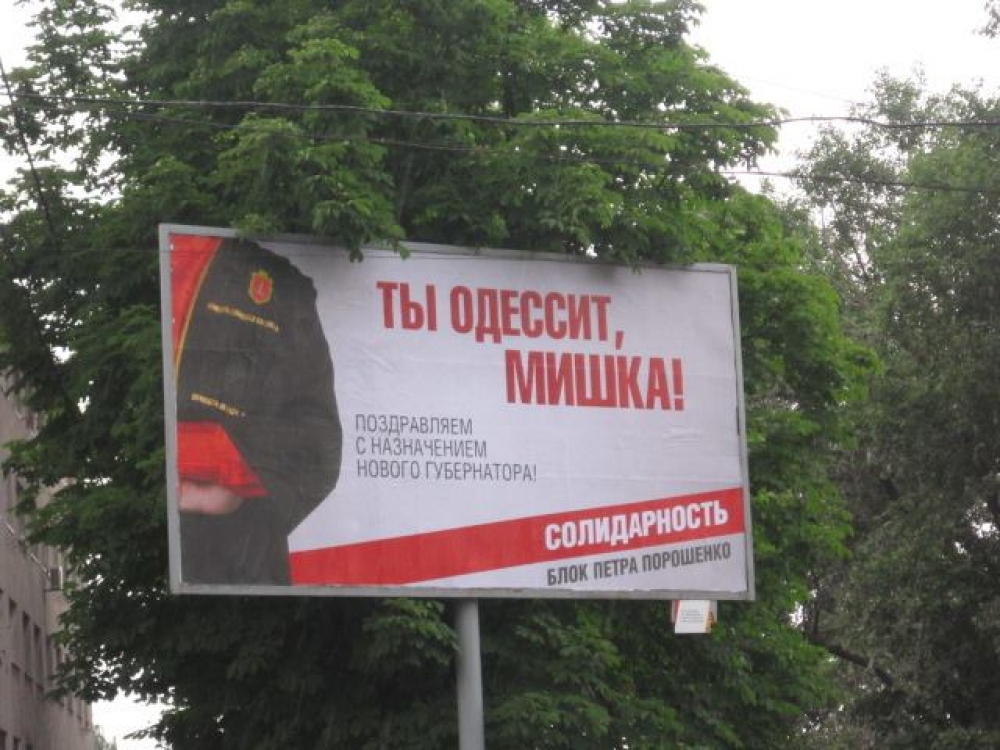 ТЫ ОДЕССИТ,
МИШКА!
ПОЗДРАВЛЯЕМ
С НАЗНАЧЕНИЕМ
НОВОГО ГУБЕРНАТОРА!
СОЛИДАРНОСТЬ
БЛОК ПЕТРА ПОРОШЕНКО